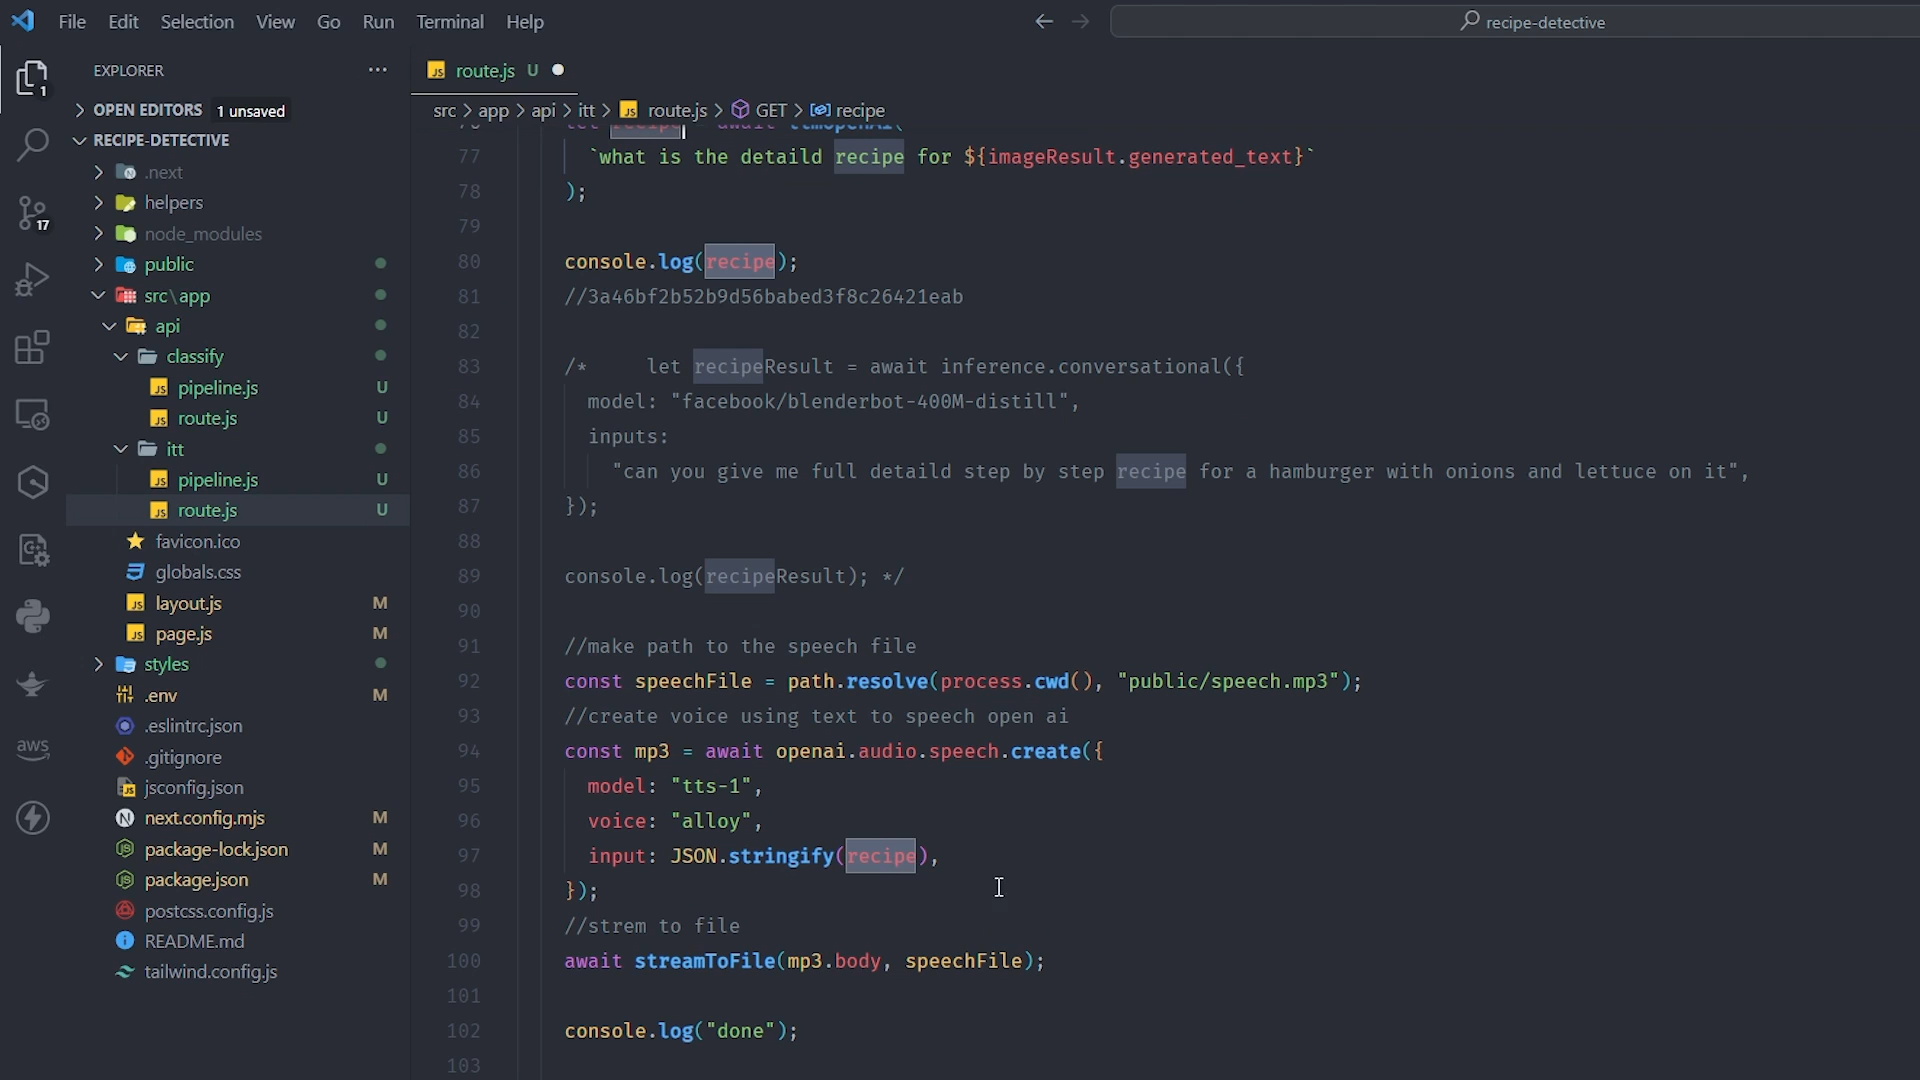 File Edit Selection View Go Run Terminal Help
recipe-detective
EXPLORER
route.js U
OPEN EDITORS 1 unsaved
src > app > api > itt > route.js > GET > recipe
RECIPE-DETECTIVE
.next
helpers
node_modules
public
src\app
api
classify
pipeline.js U
route.js U
itt
pipeline.js U
route.js U
favicon.ico
globals.css
layout.js M
page.js M
styles
.env M
.eslintrc.json
.gitignore
jsconfig.json
next.config.mjs M
package-lock.json M
package.json M
postcss.config.js
README.md
tailwind.config.js
1
17
aws
let recipe = await
77 `what is the detaild recipe for ${imageResult.generated_text}`
78 );
79
80 console.log(recipe);
81 //3a46bf2b52b9d56babed3f8c26421eab
82
83 /* let recipeResult = await inference.conversational({
84 model: "facebook/blenderbot-400M-distill",
85 inputs:
86 "can you give me full detaild step by step recipe for a hamburger with onions and lettuce on it",
87 });
88
89 console.log(recipeResult); */
90
91 //make path to the speech file
92 const speechFile = path.resolve(process.cwd(), "public/speech.mp3");
93 //create voice using text to speech open ai
94 const mp3 = await openai.audio.speech.create({
95 model: "tts-1",
96 voice: "alloy",
97 input: JSON.stringify(recipe),
98 });
99 //strem to file
100 await streamToFile(mp3.body, speechFile);
101
102 console.log("done");
103